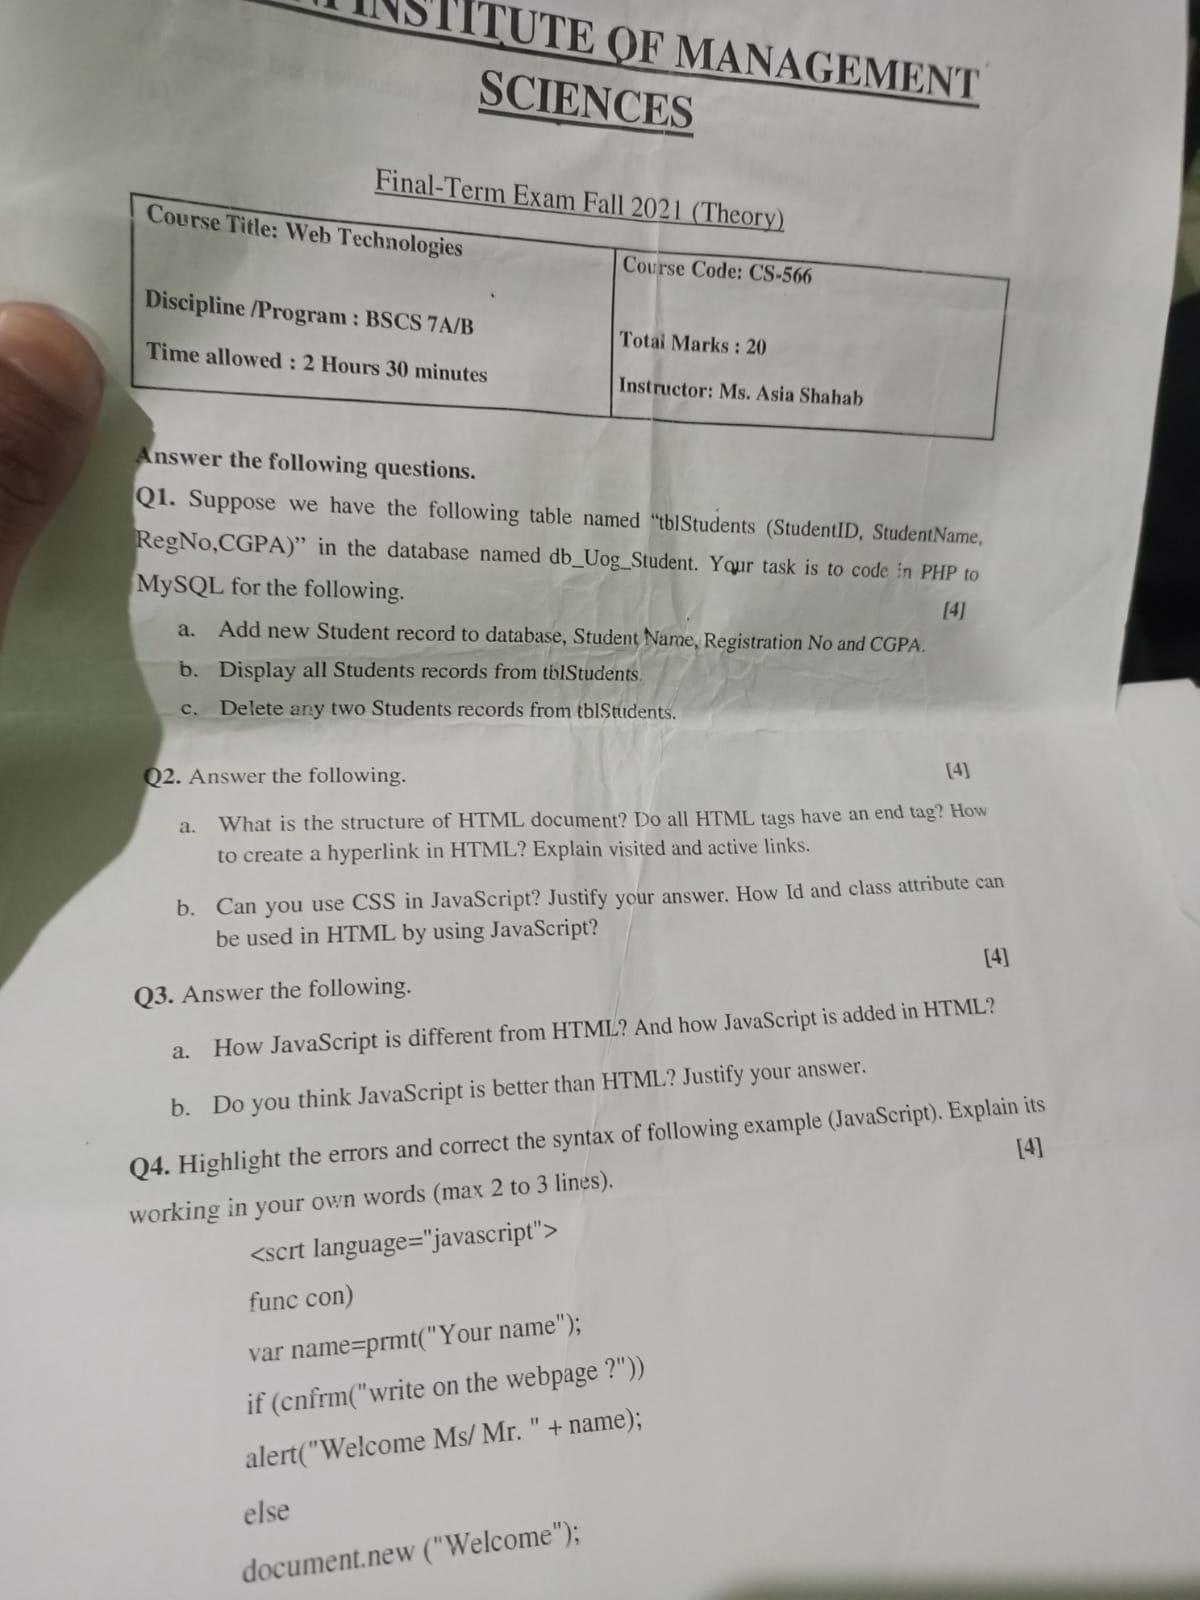 INSTITUTE OF MANAGEMENT
SCIENCES
Final-Term Exam Fall 2021 (Theory)
Course Title: Web Technologies
Course Code: CS-566
Discipline /Program : BSCS 7A/B
Total Marks : 20
Time allowed : 2 Hours 30 minutes
Instructor: Ms. Asia Shahab
Answer the following questions.
Q1. Suppose we have the following table named “tblStudents (StudentID, StudentName,
RegNo,CGPA)” in the database named db_Uog_Student. Your task is to code in PHP to
MySQL for the following. [4]
a. Add new Student record to database, Student Name, Registration No and CGPA.
b. Display all Students records from tblStudents.
c. Delete any two Students records from tblStudents.
Q2. Answer the following. [4]
a. What is the structure of HTML document? Do all HTML tags have an end tag? How
to create a hyperlink in HTML? Explain visited and active links.
b. Can you use CSS in JavaScript? Justify your answer. How Id and class attribute can
be used in HTML by using JavaScript?
Q3. Answer the following. [4]
a. How JavaScript is different from HTML? And how JavaScript is added in HTML?
b. Do you think JavaScript is better than HTML? Justify your answer.
Q4. Highlight the errors and correct the syntax of following example (JavaScript). Explain its
working in your own words (max 2 to 3 lines). [4]
<scrt language="javascript">
func con)
var name=prmt("Your name");
if (cnfrm("write on the webpage ?"))
alert("Welcome Ms/ Mr. " + name);
else
document.new ("Welcome");